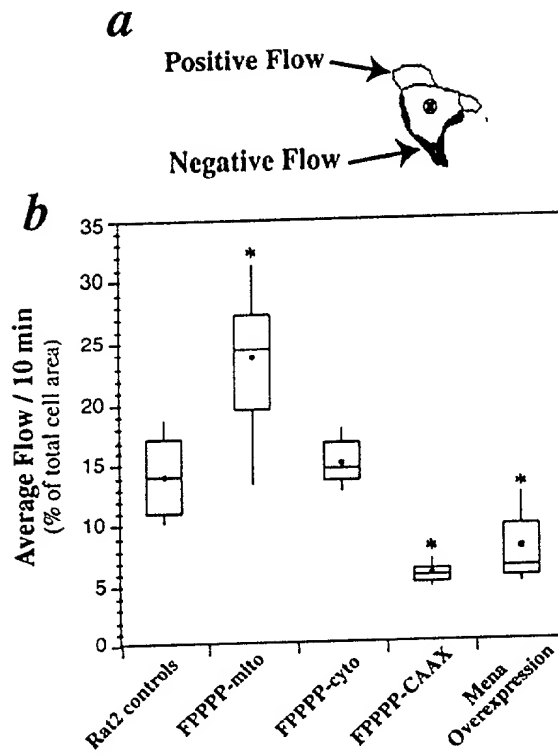 a
Positive Flow
Negative Flow
b
Average Flow / 10 min
(% of total cell area)
35
30
25
20
15
10
5
0
*
*
*
Rat2 controls
FPPPP-mito
FPPPP-cyto
FPPPP-CAAX
Mena
Overexpression